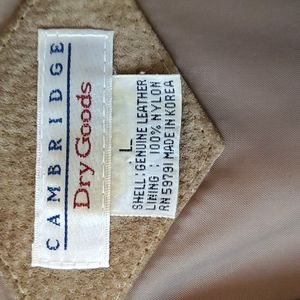 CAMBRIDGE
Dry Goods
L
SHELL: GENUINE LEATHER
LINING : 100% NYLON
RN 59791 MADE IN KOREA